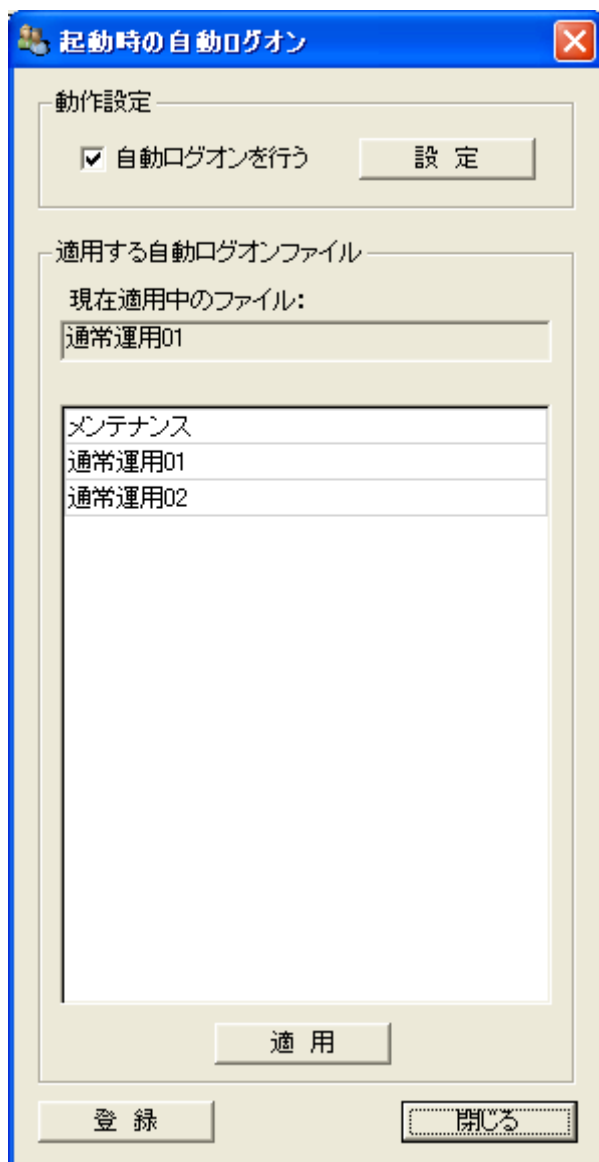 起動時の自動ログオン
動作設定
自動ログオンを行う
設 定
適用する自動ログオンファイル
現在適用中のファイル:
通常運用01
メンテナンス
通常運用01
通常運用02
適 用
登 録
閉じる